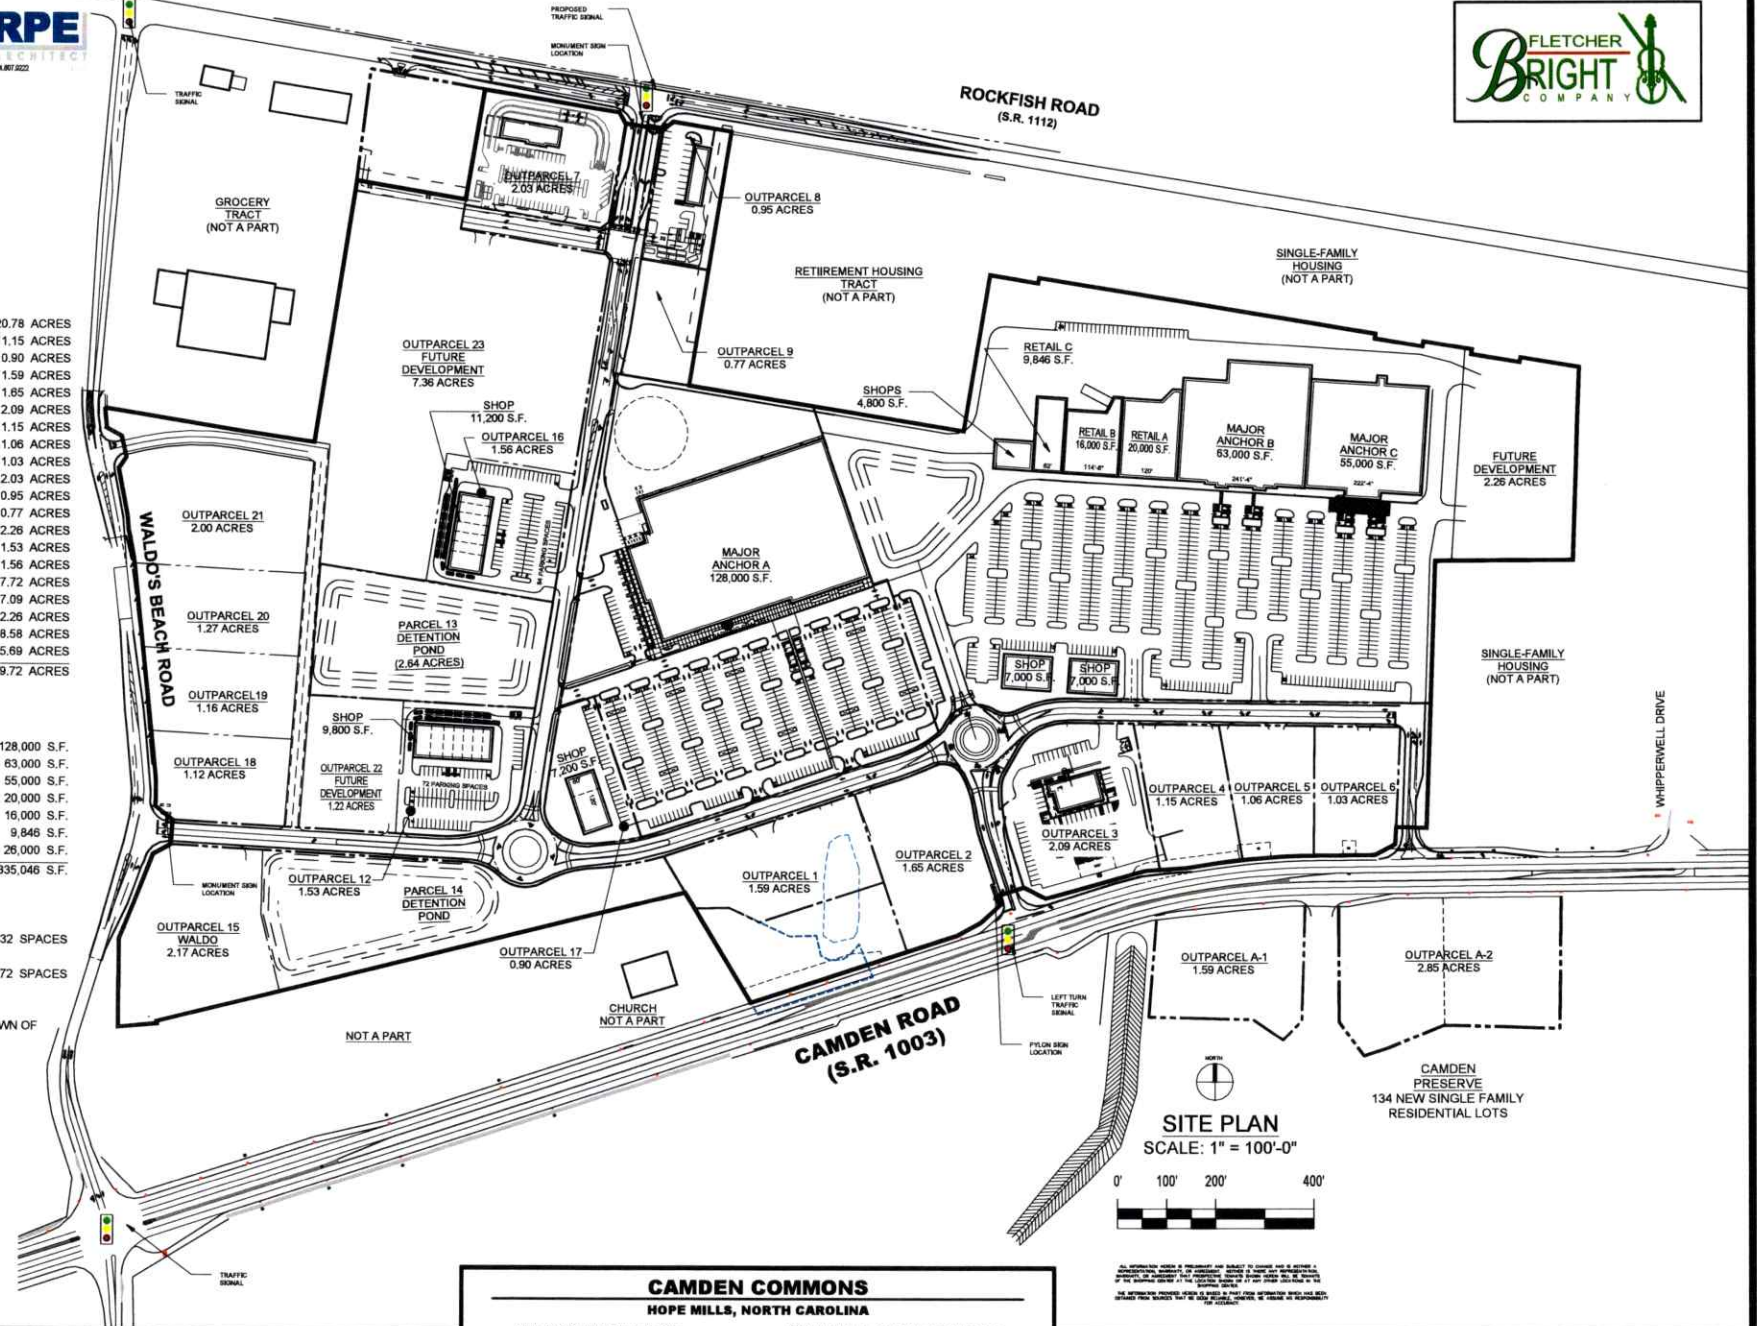 RPE
ARCHITECT
PROPOSED
TRAFFIC SIGNAL
MONUMENT SIGN
LOCATION
TRAFFIC
SIGNAL
ROCKFISH ROAD
(S.R. 1112)
FLETCHER
BRIGHT
COMPANY
GROCERY
TRACT
(NOT A PART)
OUTPARCEL 7
2.03 ACRES
OUTPARCEL 8
0.95 ACRES
RETIIREMENT HOUSING
TRACT
(NOT A PART)
SINGLE-FAMILY
HOUSING
(NOT A PART)
20.78 ACRES
1.15 ACRES
0.90 ACRES
1.59 ACRES
1.65 ACRES
2.09 ACRES
1.15 ACRES
1.06 ACRES
1.03 ACRES
2.03 ACRES
0.95 ACRES
0.77 ACRES
2.26 ACRES
1.53 ACRES
1.56 ACRES
7.72 ACRES
7.09 ACRES
2.26 ACRES
8.58 ACRES
5.69 ACRES
9.72 ACRES
OUTPARCEL 23
FUTURE
DEVELOPMENT
7.36 ACRES
OUTPARCEL 9
0.77 ACRES
RETAIL C
9,846 S.F.
SHOPS
4,800 S.F.
SHOP
11,200 S.F.
OUTPARCEL 16
1.56 ACRES
RETAIL B
16,000 S.F.
RETAIL A
20,000 S.F.
MAJOR
ANCHOR B
63,000 S.F.
MAJOR
ANCHOR C
55,000 S.F.
FUTURE
DEVELOPMENT
2.26 ACRES
82'
114'-8"
120'
241'-4"
222'-4"
OUTPARCEL 21
2.00 ACRES
WALDO'S BEACH ROAD
84 PARKING SPACES
MAJOR
ANCHOR A
128,000 S.F.
OUTPARCEL 20
1.27 ACRES
PARCEL 13
DETENTION
POND
(2.64 ACRES)
SHOP
7,000 S.F.
SHOP
7,000 S.F.
SINGLE-FAMILY
HOUSING
(NOT A PART)
OUTPARCEL19
1.16 ACRES
SHOP
9,800 S.F.
WHIPPERWELL DRIVE
128,000 S.F.
63,000 S.F.
55,000 S.F.
20,000 S.F.
16,000 S.F.
9,846 S.F.
26,000 S.F.
335,046 S.F.
OUTPARCEL 18
1.12 ACRES
OUTPARCEL 22
FUTURE
DEVELOPMENT
1.22 ACRES
72 PARKING SPACES
SHOP
7,200 S.F.
OUTPARCEL 4
1.15 ACRES
OUTPARCEL 5
1.06 ACRES
OUTPARCEL 6
1.03 ACRES
OUTPARCEL 3
2.09 ACRES
OUTPARCEL 2
1.65 ACRES
OUTPARCEL 1
1.59 ACRES
MONUMENT SIGN
LOCATION
OUTPARCEL 12
1.53 ACRES
PARCEL 14
DETENTION
POND
OUTPARCEL 15
WALDO
2.17 ACRES
OUTPARCEL 17
0.90 ACRES
32 SPACES
72 SPACES
WN OF
CHURCH
NOT A PART
NOT A PART
CAMDEN ROAD
(S.R. 1003)
LEFT TURN
TRAFFIC
SIGNAL
PYLON SIGN
LOCATION
OUTPARCEL A-1
1.59 ACRES
OUTPARCEL A-2
2.85 ACRES
CAMDEN
PRESERVE
134 NEW SINGLE FAMILY
RESIDENTIAL LOTS
NORTH
SITE PLAN
SCALE: 1" = 100'-0"
0' 100' 200' 400'
TRAFFIC
SIGNAL
CAMDEN COMMONS
HOPE MILLS, NORTH CAROLINA